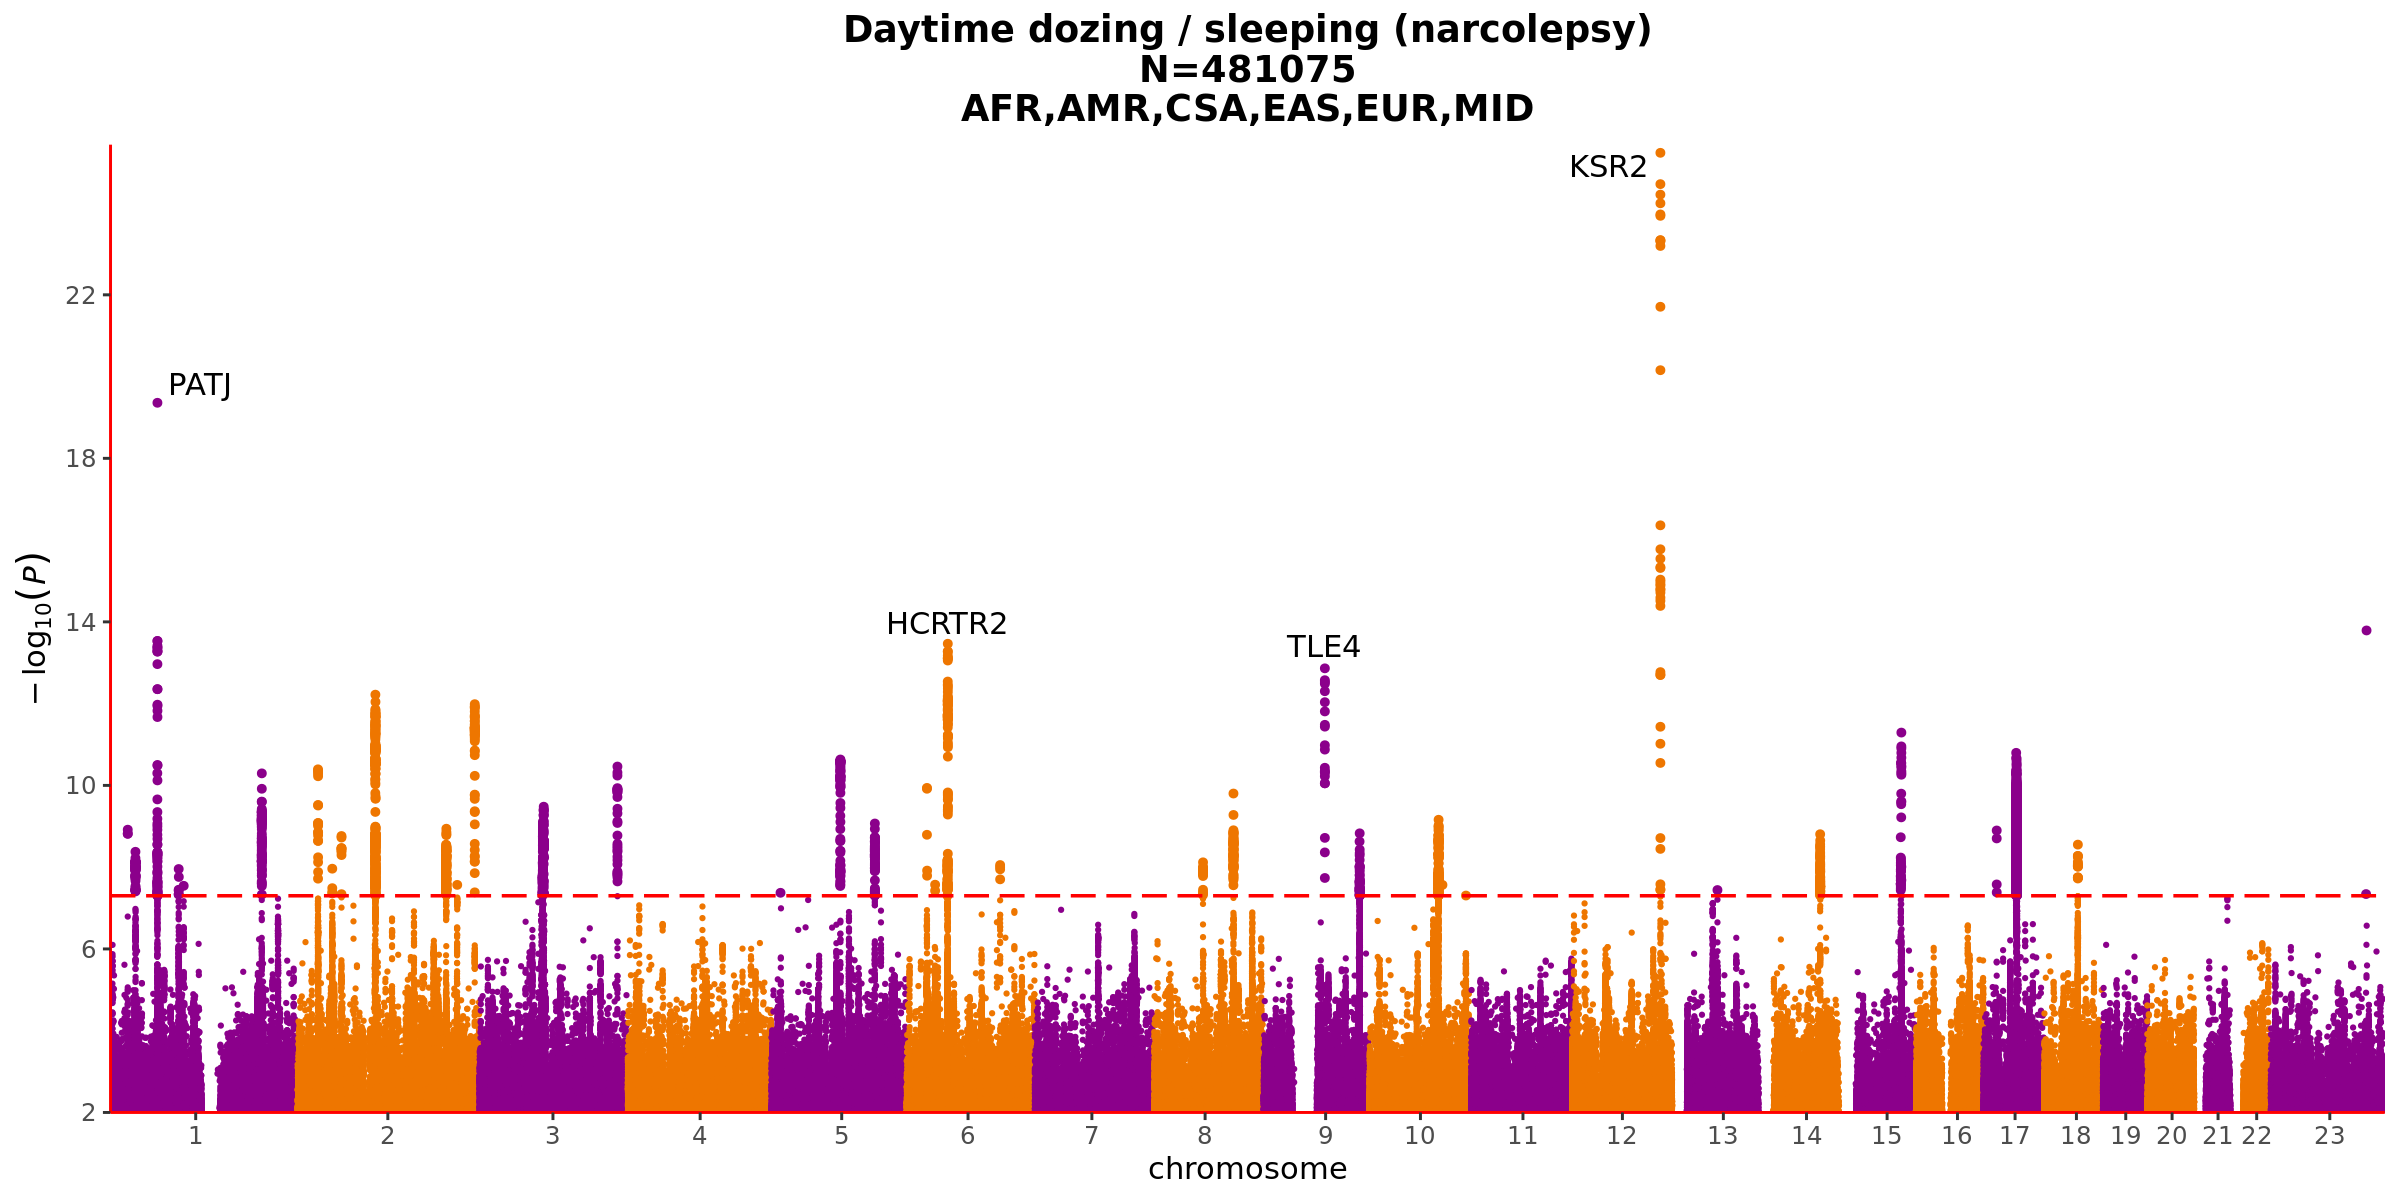 Daytime dozing / sleeping (narcolepsy)
N=481075
AFR,AMR,CSA,EAS,EUR,MID
KSR2
22
PATJ
18
HCRTR2
14
TLE4
− log10(P)
10
6
2
1 2 3 4 5 6 7 8 9 10 11 12 13 14 15 16 17 18 19 20 21 22 23
chromosome